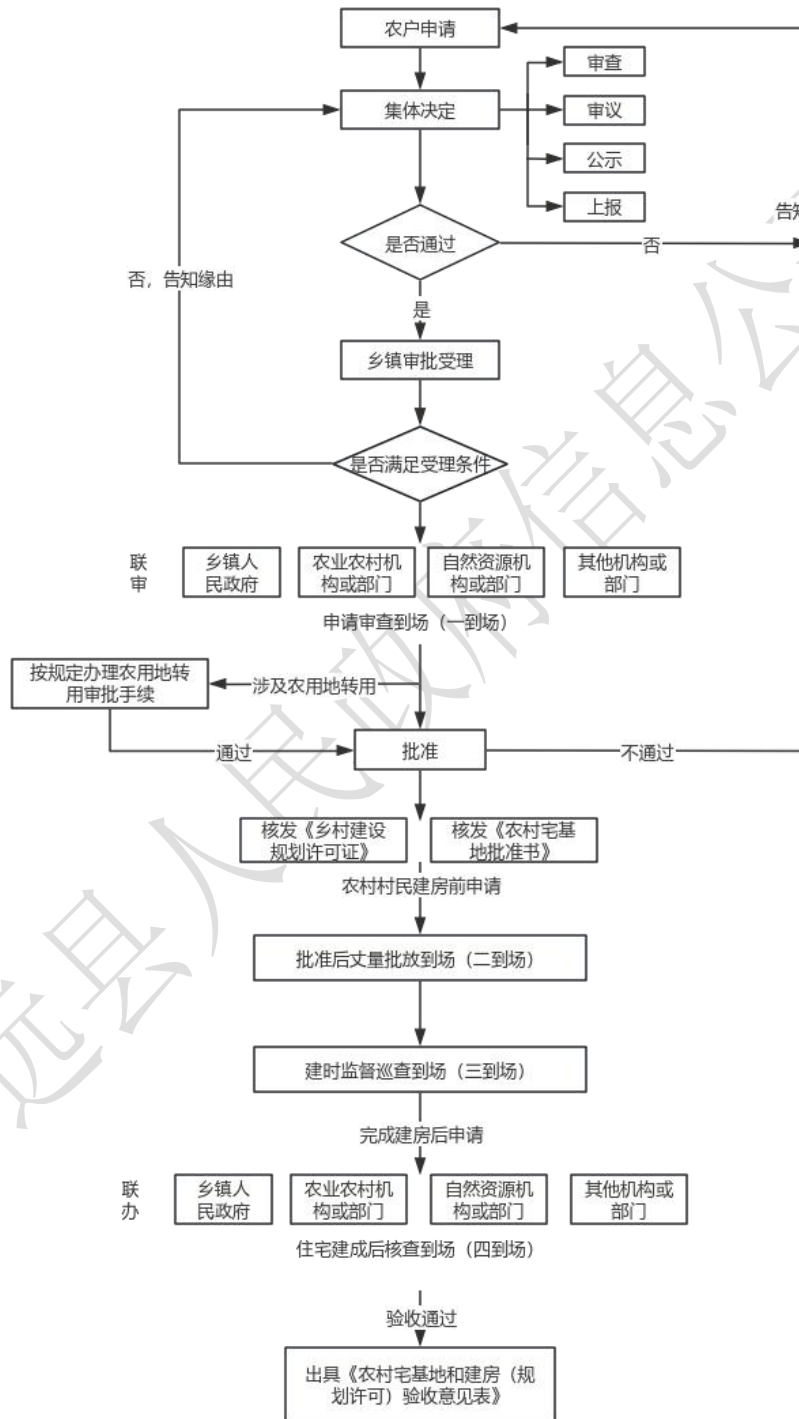 农户申请
审查
集体决定
审议
公示
上报
告知
是否通过
否
否，告知缘由
是
乡镇审批受理
是否满足受理条件
联
审
乡镇人
民政府
农业农村机
构或部门
自然资源机
构或部门
其他机构或
部门
申请审查到场（一到场）
按规定办理农用地转
用审批手续
涉及农用地转用
通过
批准
不通过
核发《乡村建设
规划许可证》
核发《农村宅基
地批准书》
农村村民建房前申请
批准后丈量批放到场（二到场）
建时监督巡查到场（三到场）
完成建房后申请
联
办
乡镇人
民政府
农业农村机
构或部门
自然资源机
构或部门
其他机构或
部门
住宅建成后核查到场（四到场）
验收通过
出具《农村宅基地和建房（规
划许可）验收意见表》
远县人民政府信息公